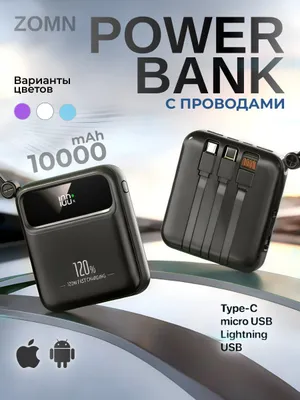 ZOMN
POWER
BANK
С ПРОВОДАМИ
Варианты
цветов
mAh
10000
100%
120%
Type-C
micro USB
Lightning
USB